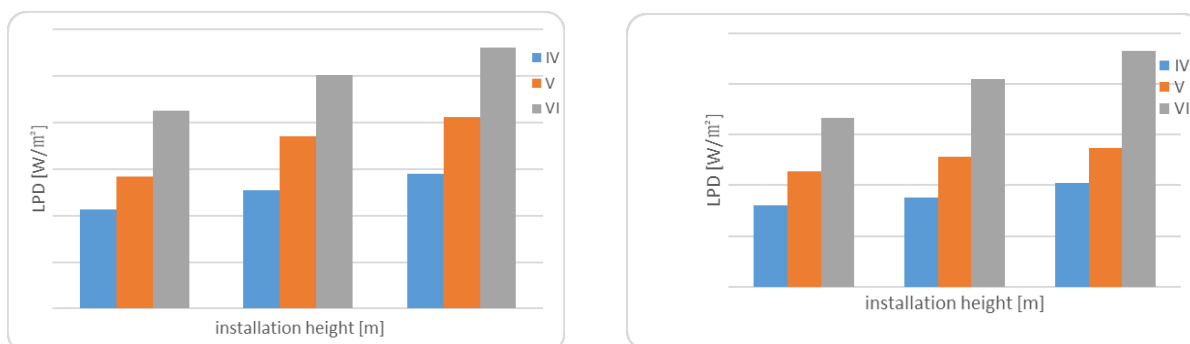 LPD [W/㎡]
IV
V
VI
installation height [m]
LPD [W/㎡]
IV
V
VI
installation height [m]